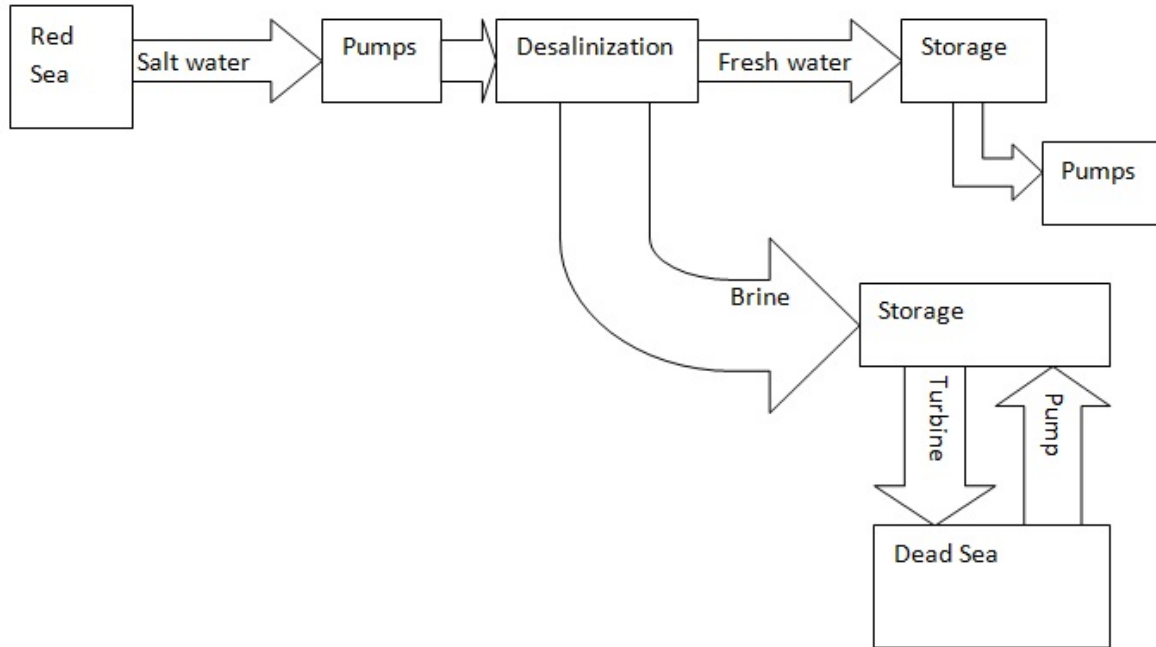 Red
Sea
Salt water
Pumps
Desalinization
Fresh water
Storage
Pumps
Brine
Storage
Turbine
Pump
Dead Sea